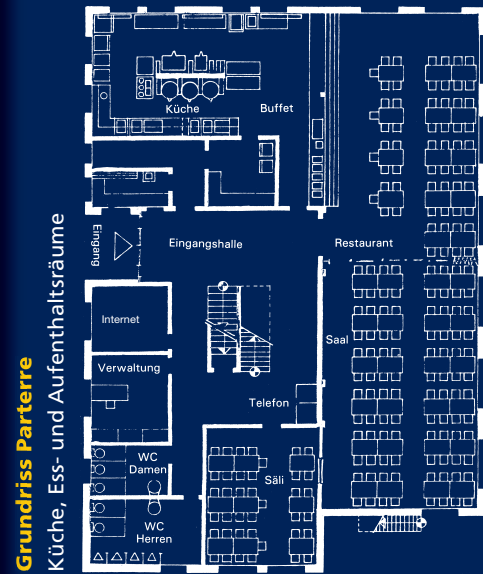 Grundriss Parterre
Küche, Ess- und Aufenthaltsräume
Küche
Buffet
Eingang
Eingangshalle
Restaurant
Internet
Saal
Verwaltung
Telefon
WC
Damen
Säli
WC
Herren